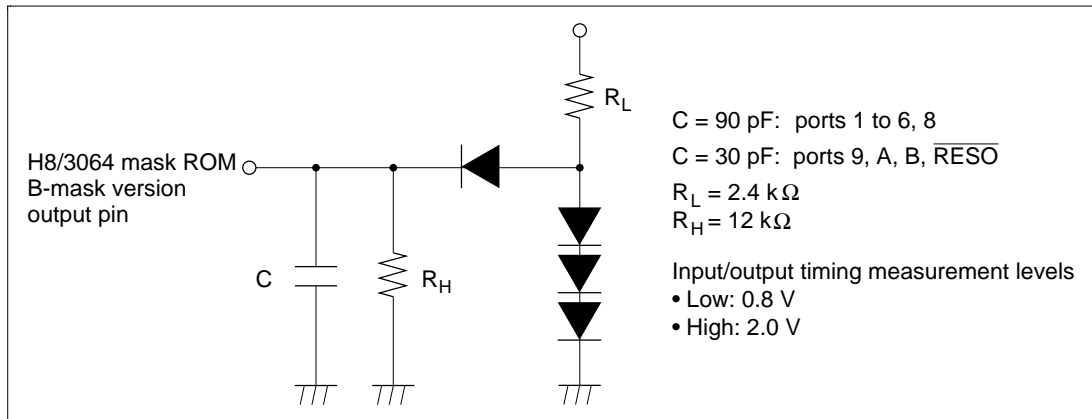 R_L
C = 90 pF: ports 1 to 6, 8
C = 30 pF: ports 9, A, B, R̅E̅S̅O̅
R_L = 2.4 kΩ
R_H = 12 kΩ
H8/3064 mask ROM
B-mask version
output pin
C
R_H
Input/output timing measurement levels
• Low: 0.8 V
• High: 2.0 V